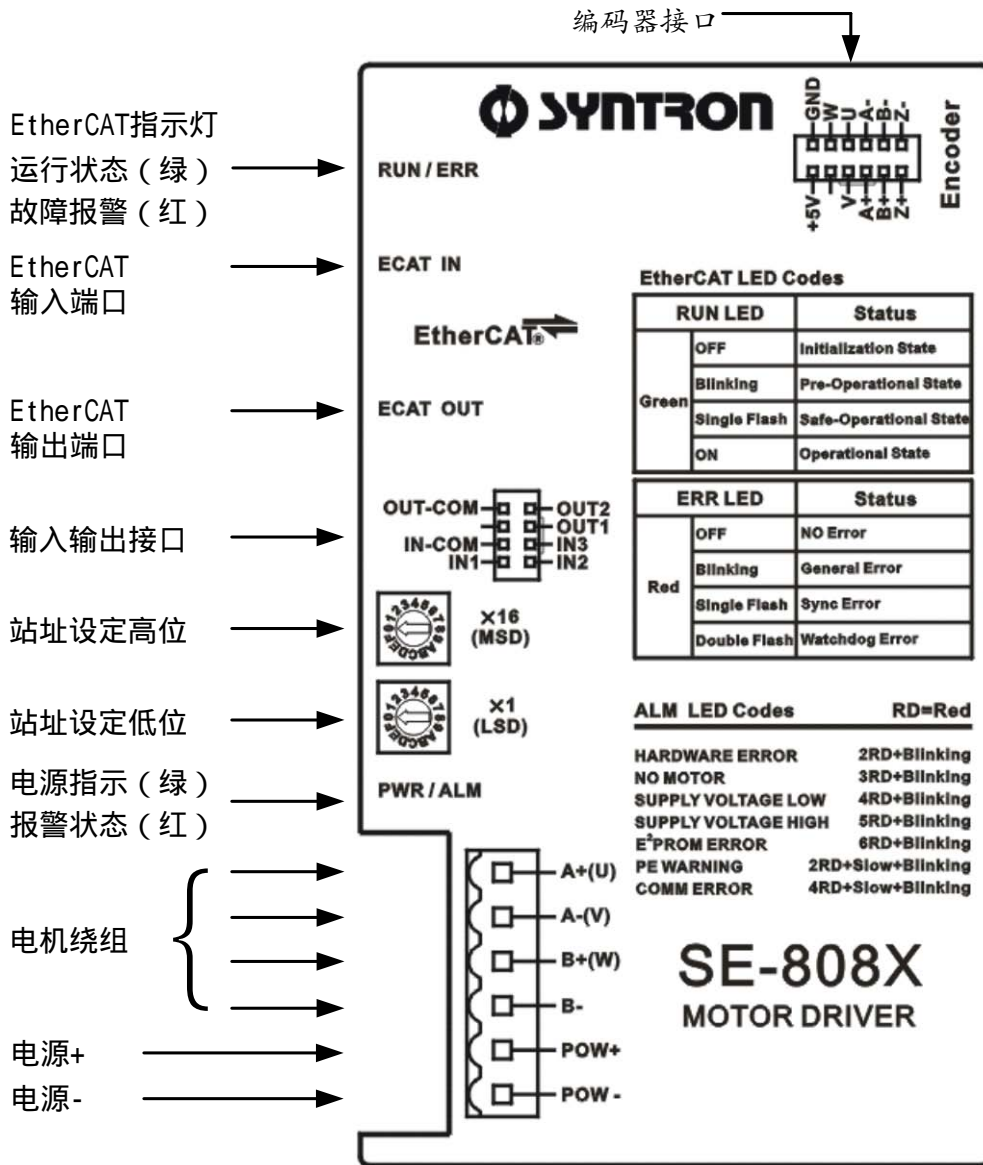 编码器接口
SYNTRON
GND
W
U
A-
B-
Z-
+5V
V
A+
B+
Z+
Encoder
EtherCAT指示灯
运行状态（绿）
故障报警（红）
RUN / ERR
EtherCAT
输入端口
ECAT IN
EtherCAT®
EtherCAT
输出端口
ECAT OUT
EtherCAT LED Codes
RUN LED Status
Green
OFF Initialization State
Blinking Pre-Operational State
Single Flash Safe-Operational State
ON Operational State
ERR LED Status
Red
OFF NO Error
Blinking General Error
Single Flash Sync Error
Double Flash Watchdog Error
输入输出接口
OUT-COM OUT2
OUT1
IN-COM IN3
IN1 IN2
站址设定高位
0123456789ABCDEF
×16
(MSD)
站址设定低位
0123456789ABCDEF
×1
(LSD)
电源指示（绿）
报警状态（红）
PWR / ALM
ALM LED Codes RD=Red
HARDWARE ERROR 2RD+Blinking
NO MOTOR 3RD+Blinking
SUPPLY VOLTAGE LOW 4RD+Blinking
SUPPLY VOLTAGE HIGH 5RD+Blinking
E²PROM ERROR 6RD+Blinking
PE WARNING 2RD+Slow+Blinking
COMM ERROR 4RD+Slow+Blinking
电机绕组
A+(U)
A-(V)
B+(W)
B-
电源+
POW+
电源-
POW -
SE-808X
MOTOR DRIVER